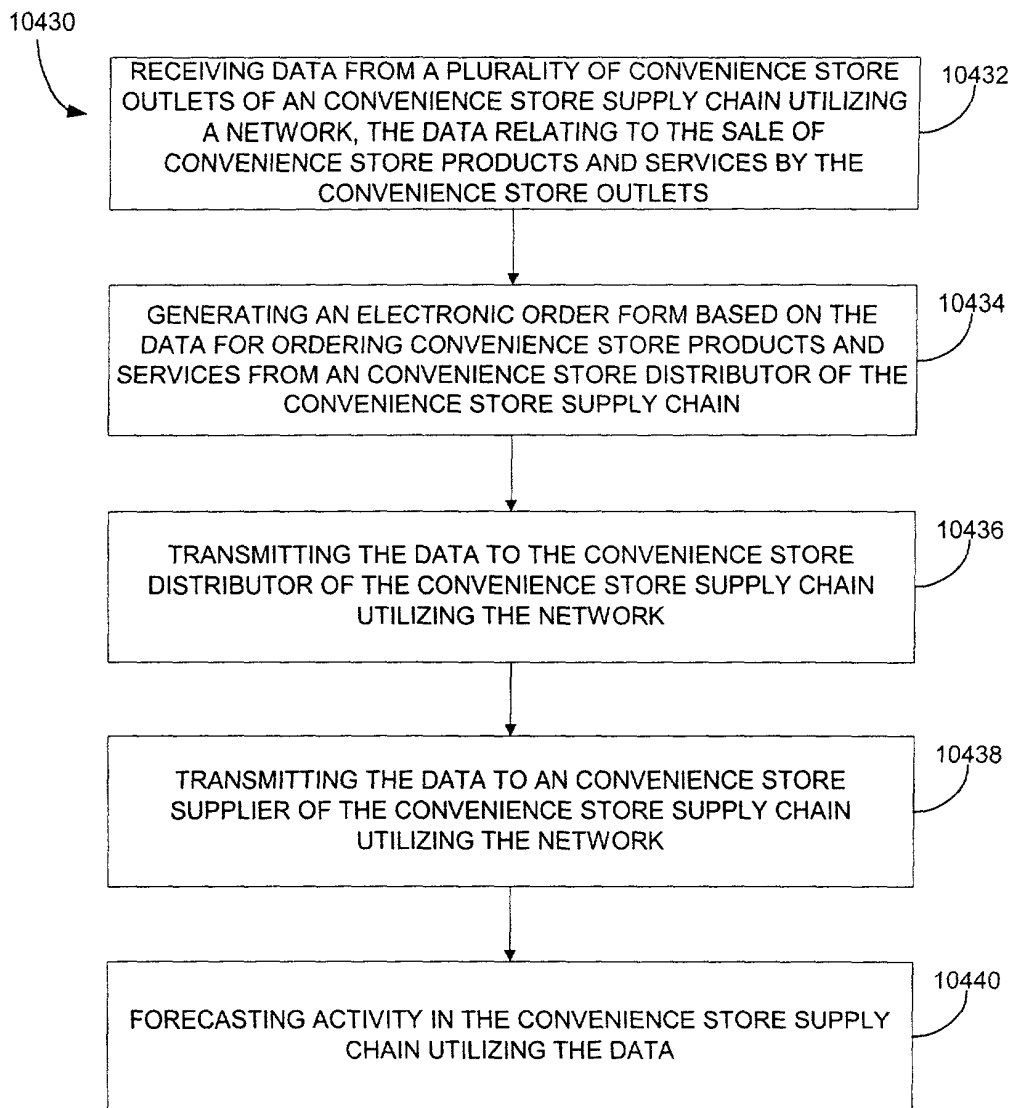 10430
RECEIVING DATA FROM A PLURALITY OF CONVENIENCE STORE
OUTLETS OF AN CONVENIENCE STORE SUPPLY CHAIN UTILIZING
A NETWORK, THE DATA RELATING TO THE SALE OF
CONVENIENCE STORE PRODUCTS AND SERVICES BY THE
CONVENIENCE STORE OUTLETS
10432
GENERATING AN ELECTRONIC ORDER FORM BASED ON THE
DATA FOR ORDERING CONVENIENCE STORE PRODUCTS AND
SERVICES FROM AN CONVENIENCE STORE DISTRIBUTOR OF THE
CONVENIENCE STORE SUPPLY CHAIN
10434
TRANSMITTING THE DATA TO THE CONVENIENCE STORE
DISTRIBUTOR OF THE CONVENIENCE STORE SUPPLY CHAIN
UTILIZING THE NETWORK
10436
TRANSMITTING THE DATA TO AN CONVENIENCE STORE
SUPPLIER OF THE CONVENIENCE STORE SUPPLY CHAIN
UTILIZING THE NETWORK
10438
FORECASTING ACTIVITY IN THE CONVENIENCE STORE SUPPLY
CHAIN UTILIZING THE DATA
10440